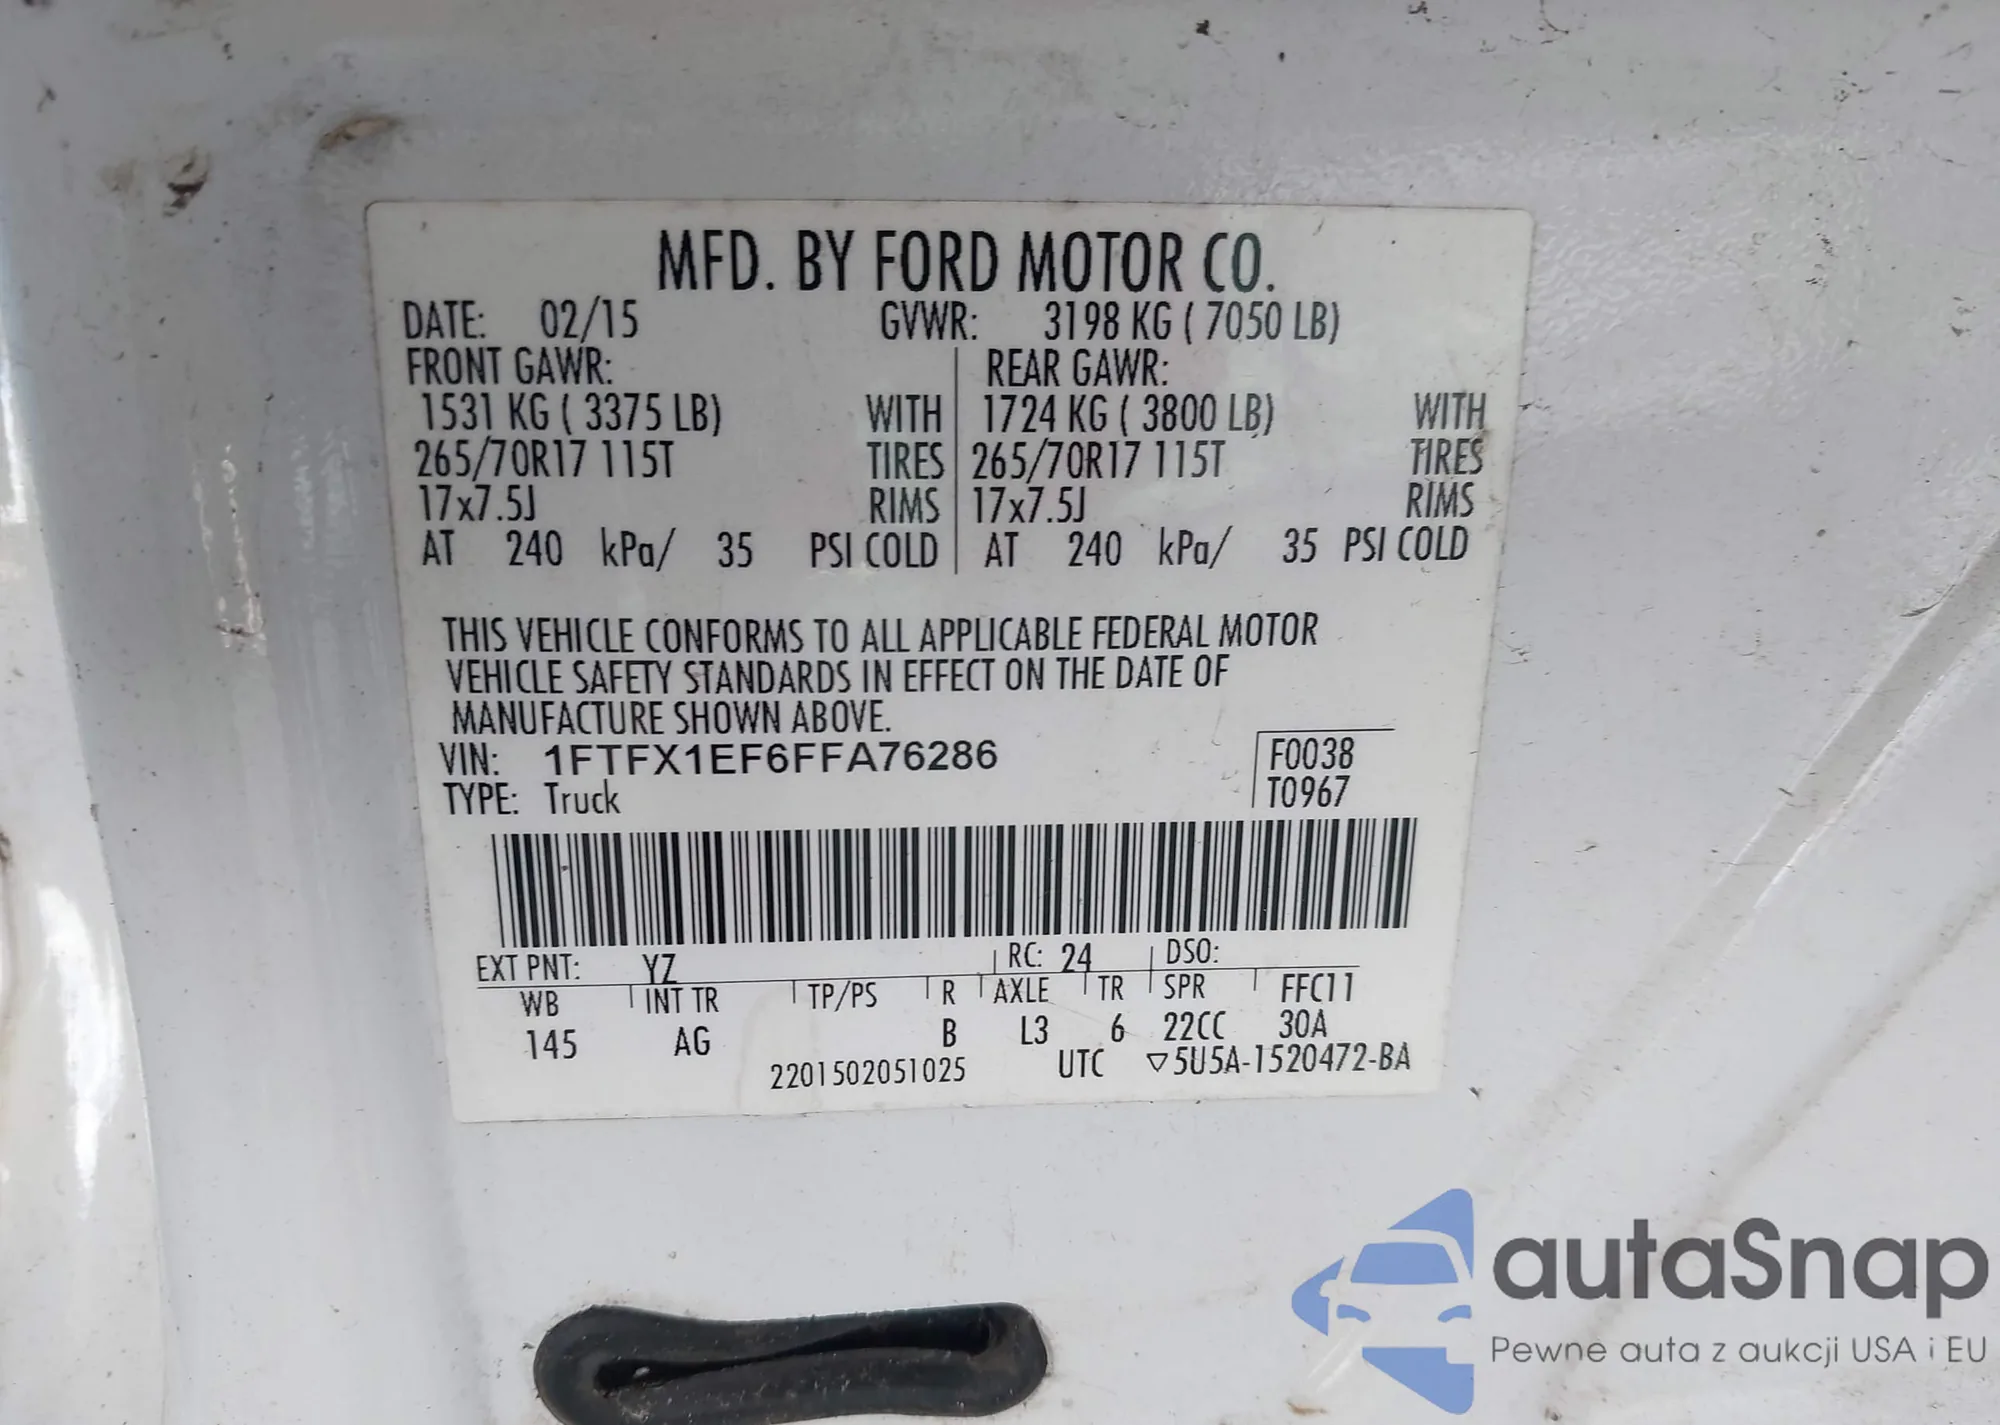 MFD. BY FORD MOTOR CO.
DATE: 02/15 GVWR: 3198 KG ( 7050 LB)
FRONT GAWR: REAR GAWR:
1531 KG ( 3375 LB) WITH 1724 KG ( 3800 LB) WITH
265/70R17 115T TIRES 265/70R17 115T TIRES
17x7.5J RIMS 17x7.5J RIMS
AT 240 kPa/ 35 PSI COLD AT 240 kPa/ 35 PSI COLD
THIS VEHICLE CONFORMS TO ALL APPLICABLE FEDERAL MOTOR
VEHICLE SAFETY STANDARDS IN EFFECT ON THE DATE OF
MANUFACTURE SHOWN ABOVE.
VIN: 1FTFX1EF6FFA76286 F0038
TYPE: Truck T0967
EXT PNT: YZ RC: 24 DSO:
WB INT TR TP/PS R AXLE TR SPR FFC11
145 AG B L3 6 22CC 30A
2201502051025 UTC ▽5U5A-1520472-BA
autaSnap
Pewne auta z aukcji USA i EU